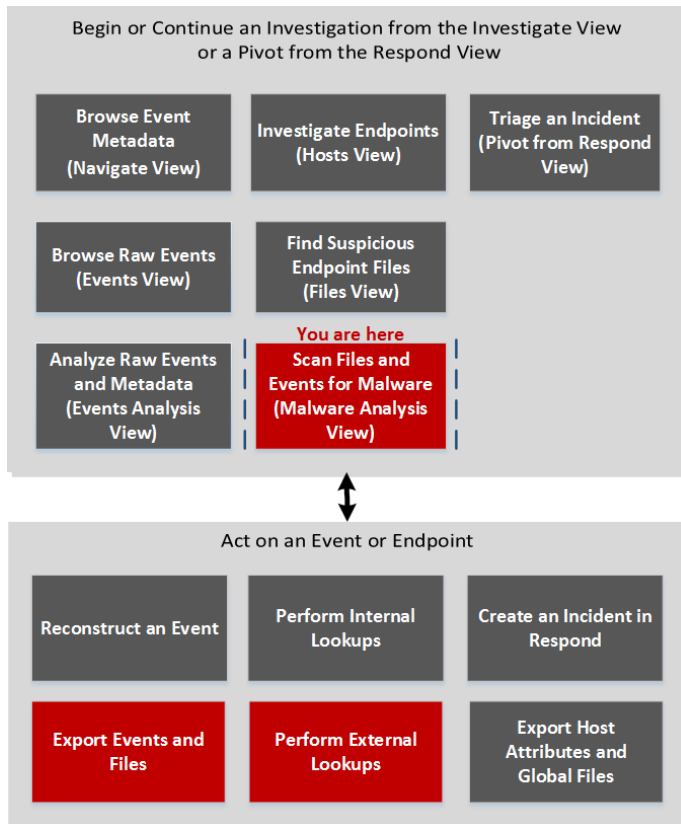 Begin or Continue an Investigation from the Investigate View
or a Pivot from the Respond View
Browse Event
Metadata
(Navigate View)
Investigate Endpoints
(Hosts View)
Triage an Incident
(Pivot from Respond
View)
Browse Raw Events
(Events View)
Find Suspicious
Endpoint Files
(Files View)
Analyze Raw Events
and Metadata
(Events Analysis
View)
You are here
Scan Files and
Events for Malware
(Malware Analysis
View)
Act on an Event or Endpoint
Reconstruct an Event
Perform Internal
Lookups
Create an Incident in
Respond
Export Events and
Files
Perform External
Lookups
Export Host
Attributes and
Global Files